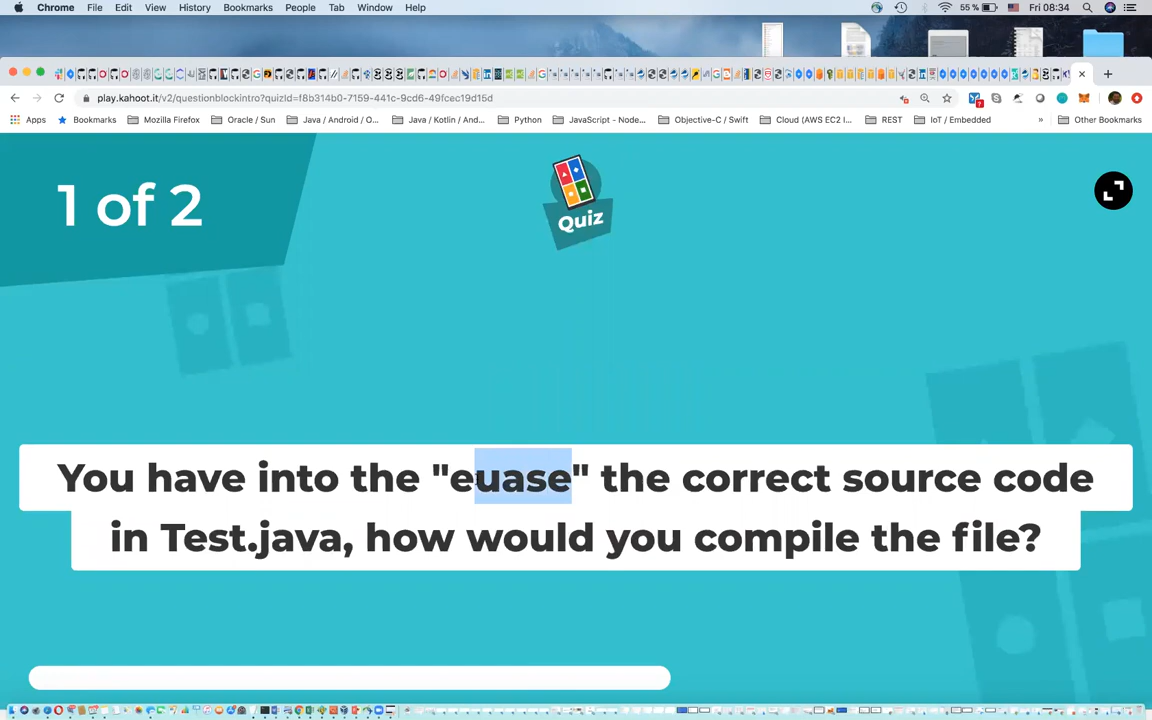 Chrome File Edit View History Bookmarks People Tab Window Help 55 % Fri 08:34
play.kahoot.it/v2/questionblockintro?quizId=f8b314b0-7159-441c-9cd6-49fcec19d15d
Apps Bookmarks Mozilla Firefox Oracle / Sun Java / Android / O... Java / Kotlin / And... Python JavaScript - Node... Objective-C / Swift Cloud (AWS EC2 I... REST IoT / Embedded » Other Bookmarks
1 of 2
Quiz
You have into the "euase" the correct source code
in Test.java, how would you compile the file?